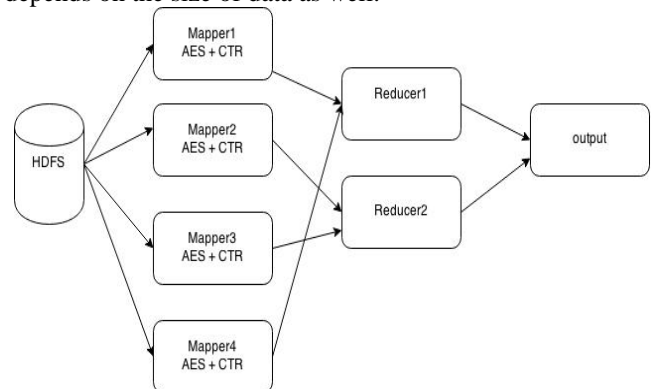 depends on the size of data as well.
Mapper1
AES + CTR
Reducer1
Mapper2
AES + CTR
output
HDFS
Reducer2
Mapper3
AES + CTR
Mapper4
AES + CTR